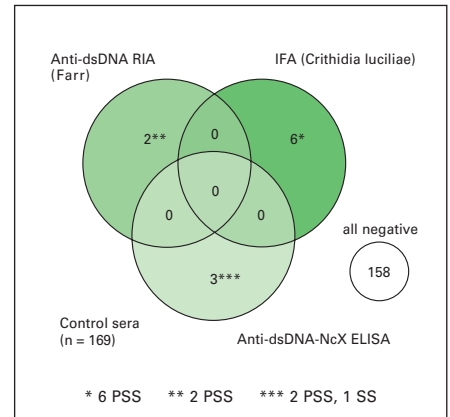 Anti-dsDNA RIA
(Farr)
IFA (Crithidia luciliae)
2**
0
6*
0
0
0
all negative
158
3***
Control sera
(n = 169)
Anti-dsDNA-NcX ELISA
* 6 PSS ** 2 PSS *** 2 PSS, 1 SS